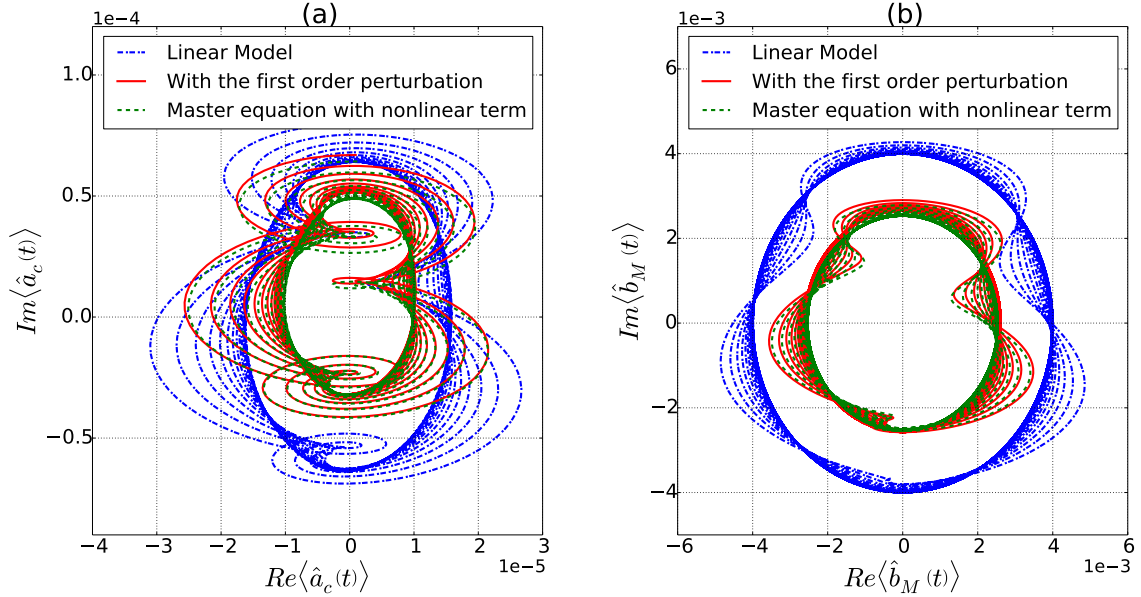 (a)
1e−4
Linear Model
With the first order perturbation
Master equation with nonlinear term
1.0
0.5
0.0
−0.5
Im⟨â_c(t)⟩
−4 −3 −2 −1 0 1 2 3
1e−5
Re⟨â_c(t)⟩
(b)
1e−3
Linear Model
With the first order perturbation
Master equation with nonlinear term
6
4
2
0
−2
−4
Im⟨b̂_M(t)⟩
−6 −4 −2 0 2 4 6
1e−3
Re⟨b̂_M(t)⟩